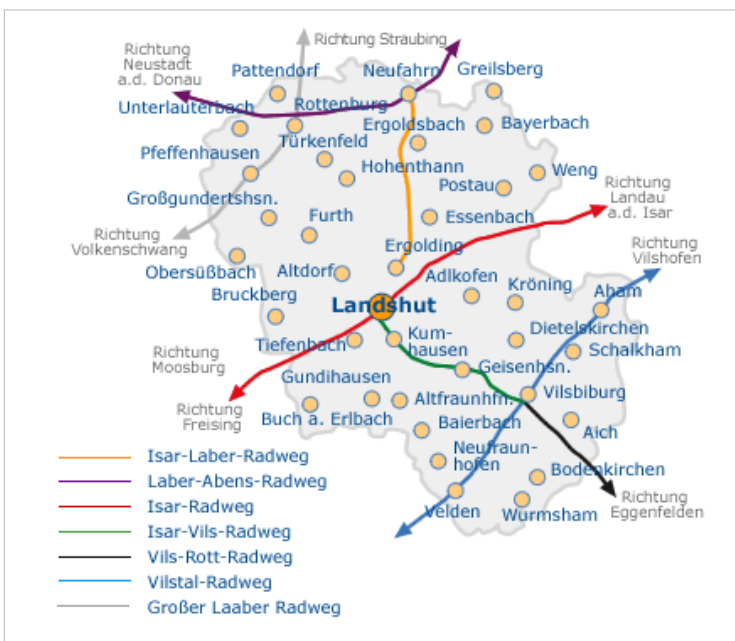 Richtung Straubing
Richtung
Neustadt
a.d. Donau
Pattendorf
Neufahrn
Greilsberg
Unterlauterbach
Rottenburg
Ergoldsbach
Bayerbach
Türkenfeld
Pfeffenhausen
Hohenthann
Weng
Postau
Großgundertshsn.
Richtung
Landau
a.d. Isar
Furth
Essenbach
Richtung
Volkenschwang
Ergolding
Richtung
Vilshofen
Obersüßbach
Altdorf
Adlkofen
Kröning
Aham
Bruckberg
Landshut
Dietelskirchen
Tiefenbach
Kum-
hausen
Schalkham
Richtung
Moosburg
Geisenhsn.
Gundihausen
Vilsbiburg
Richtung
Freising
Buch a. Erlbach
Altfraunhfn.
Baierbach
Aich
Neufraun-
hofen
Bodenkirchen
Velden
Wurmsham
Richtung
Eggenfelden
Isar-Laber-Radweg
Laber-Abens-Radweg
Isar-Radweg
Isar-Vils-Radweg
Vils-Rott-Radweg
Vilstal-Radweg
Großer Laaber Radweg